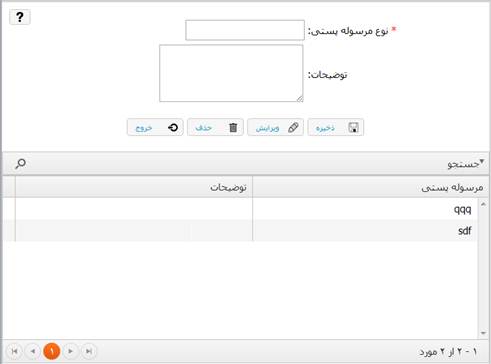 ?
* نوع مرسوله پستی:
توضیحات:
ذخیره ویرایش حذف خروج
جستجو
مرسوله پستی توضیحات
qqq
sdf
۱ - ۲ از ۲ مورد ۱